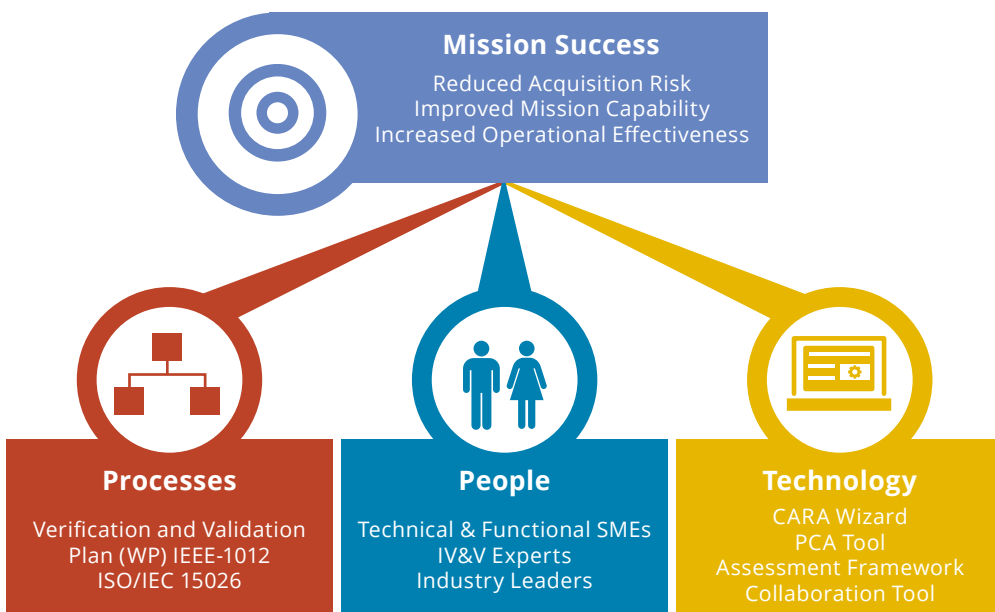 Mission Success
Reduced Acquisition Risk
Improved Mission Capability
Increased Operational Effectiveness
Processes
Verification and Validation
Plan (WP) IEEE-1012
ISO/IEC 15026
People
Technical & Functional SMEs
IV&V Experts
Industry Leaders
Technology
CARA Wizard
PCA Tool
Assessment Framework
Collaboration Tool